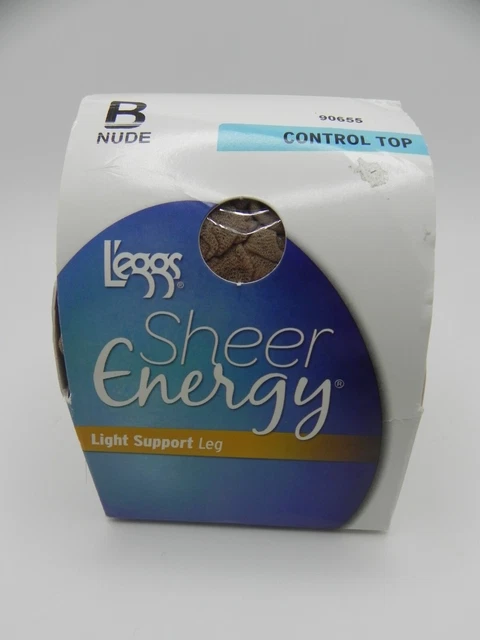 B
NUDE
90655
CONTROL TOP
L'eggs®
Sheer
Energy®
Light Support Leg